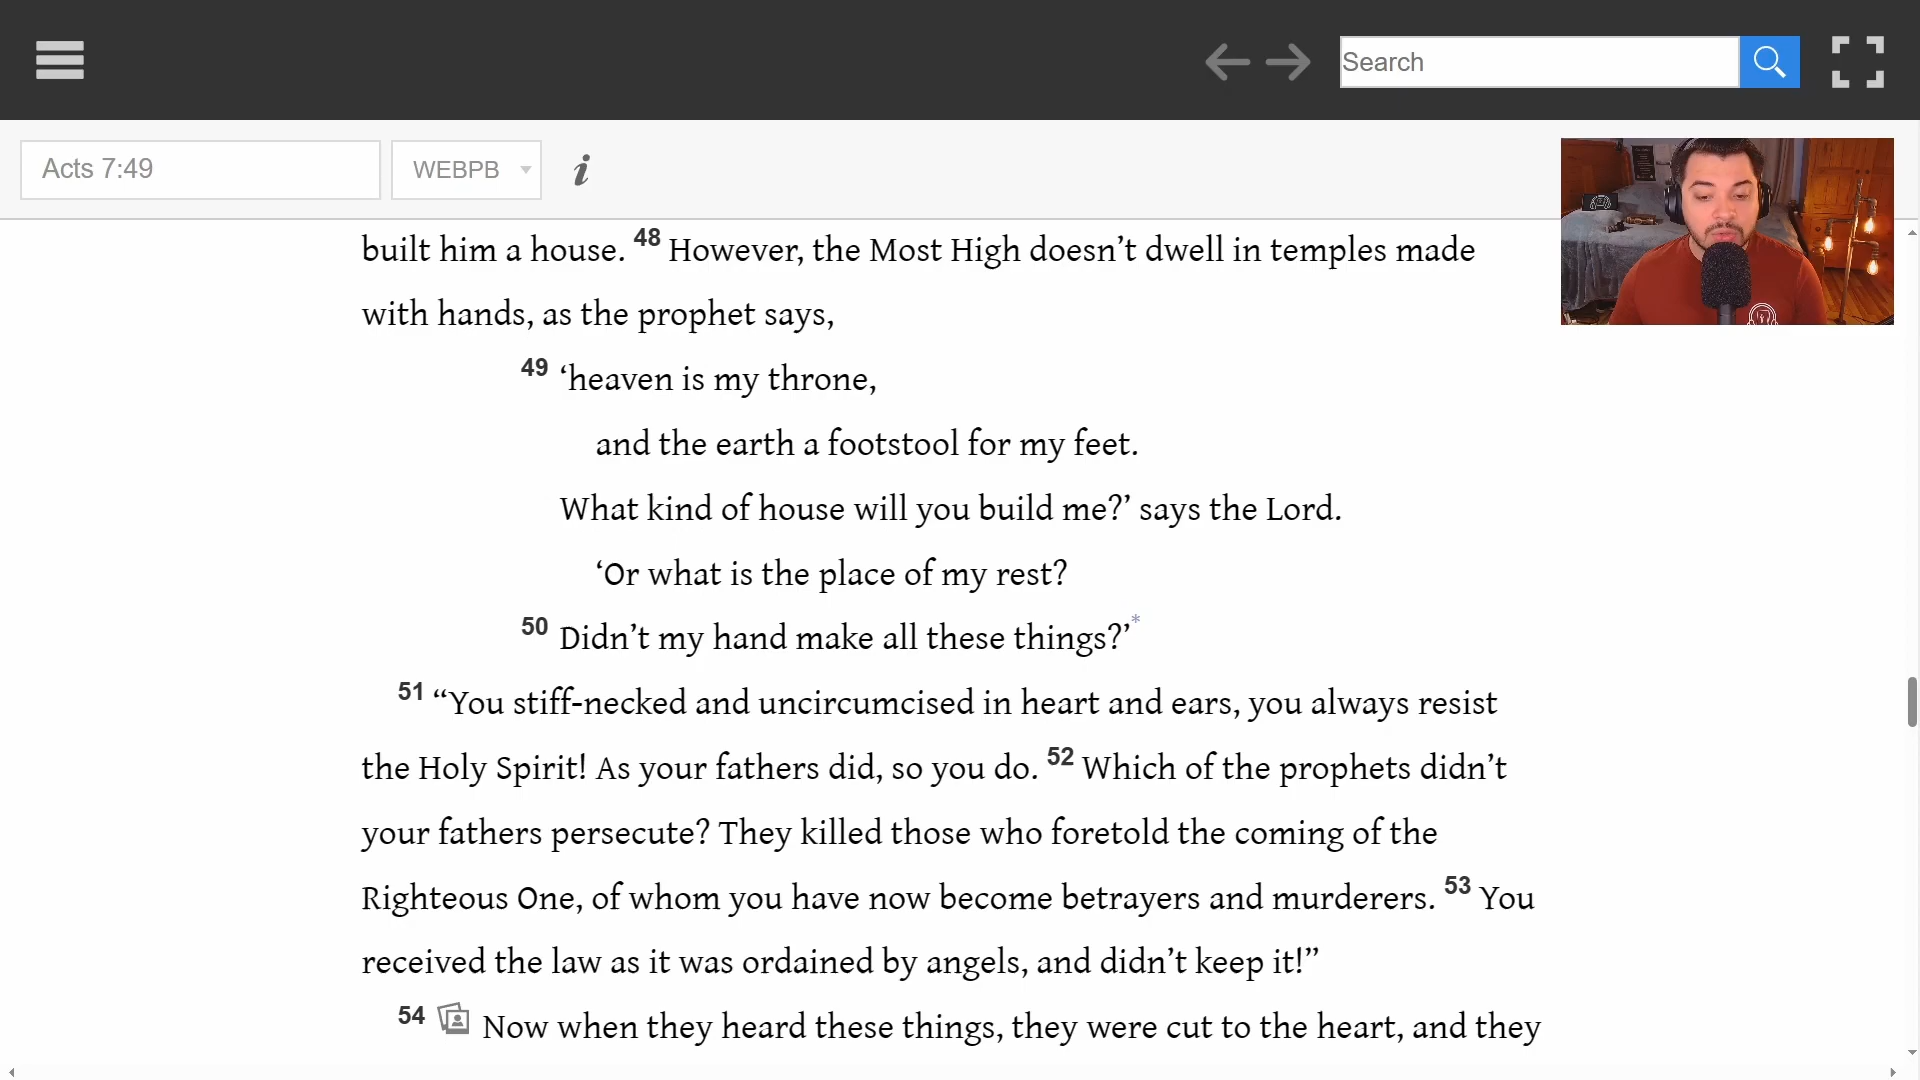 Search
Acts 7:49
WEBPB
i
built him a house. 48 However, the Most High doesn’t dwell in temples made
with hands, as the prophet says,
49 ‘heaven is my throne,
and the earth a footstool for my feet.
What kind of house will you build me?’ says the Lord.
‘Or what is the place of my rest?
50 Didn’t my hand make all these things?’*
51 “You stiff-necked and uncircumcised in heart and ears, you always resist
the Holy Spirit! As your fathers did, so you do. 52 Which of the prophets didn’t
your fathers persecute? They killed those who foretold the coming of the
Righteous One, of whom you have now become betrayers and murderers. 53 You
received the law as it was ordained by angels, and didn’t keep it!”
54 Now when they heard these things, they were cut to the heart, and they